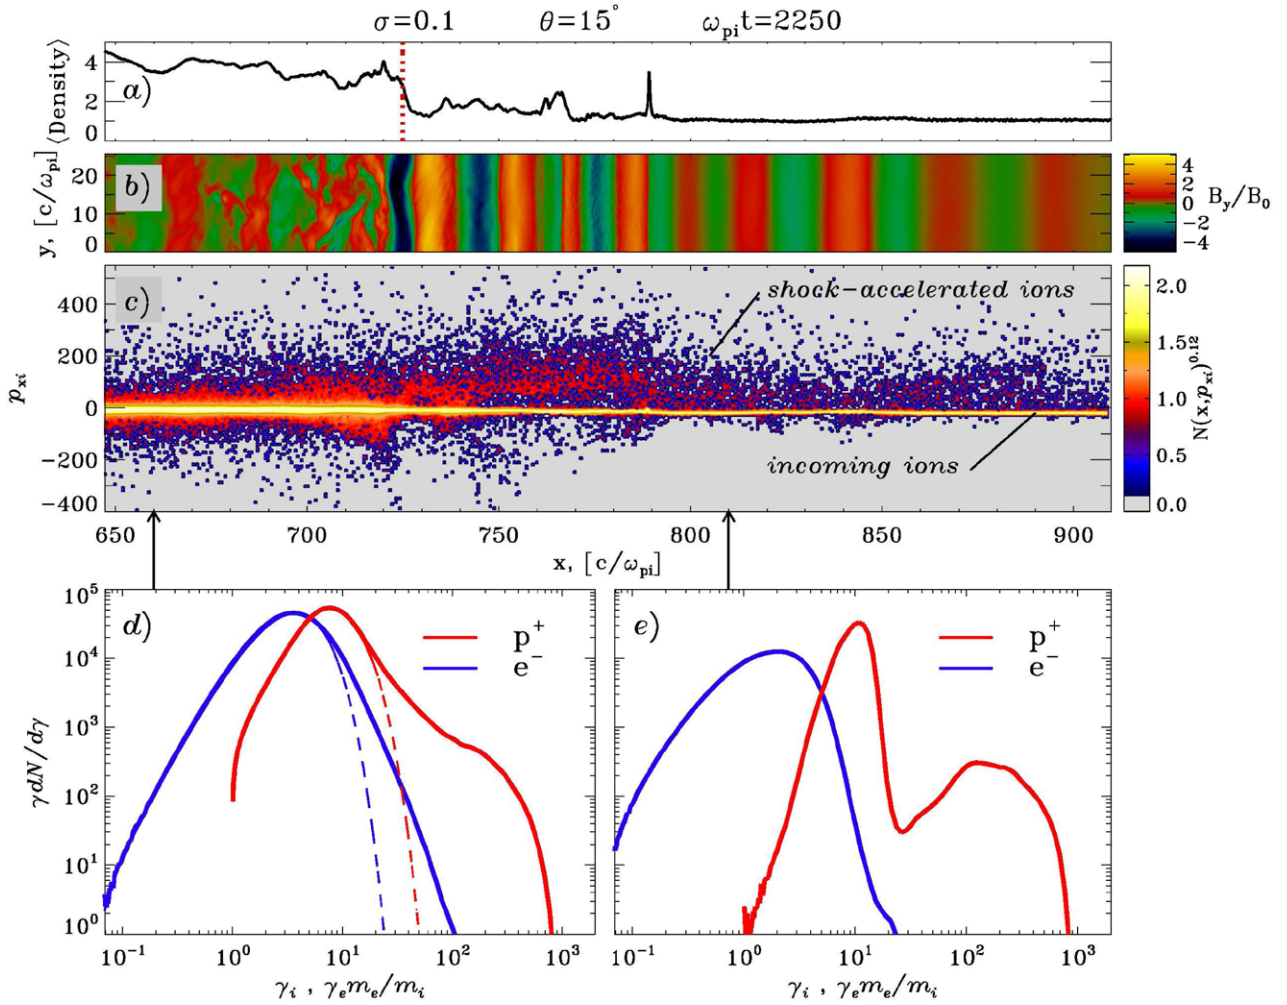 σ=0.1 θ=15° ω_pi t=2250
⟨Density⟩
4
2
0
a)
y, [c/ω_pi]
20
10
0
b)
4
2
0
−2
−4
B_y/B_0
p_xi
400
200
0
−200
−400
c)
shock−accelerated ions
incoming ions
2.0
1.5
1.0
0.5
0.0
N(x,p_xi)^0.12
650 700 750 800 850 900
x, [c/ω_pi]
γdN/dγ
10^5
10^4
10^3
10^2
10^1
10^0
d)
p^+
e^−
10^−1 10^0 10^1 10^2 10^3
γ_i , γ_e m_e/m_i
e)
p^+
e^−
10^−1 10^0 10^1 10^2 10^3
γ_i , γ_e m_e/m_i